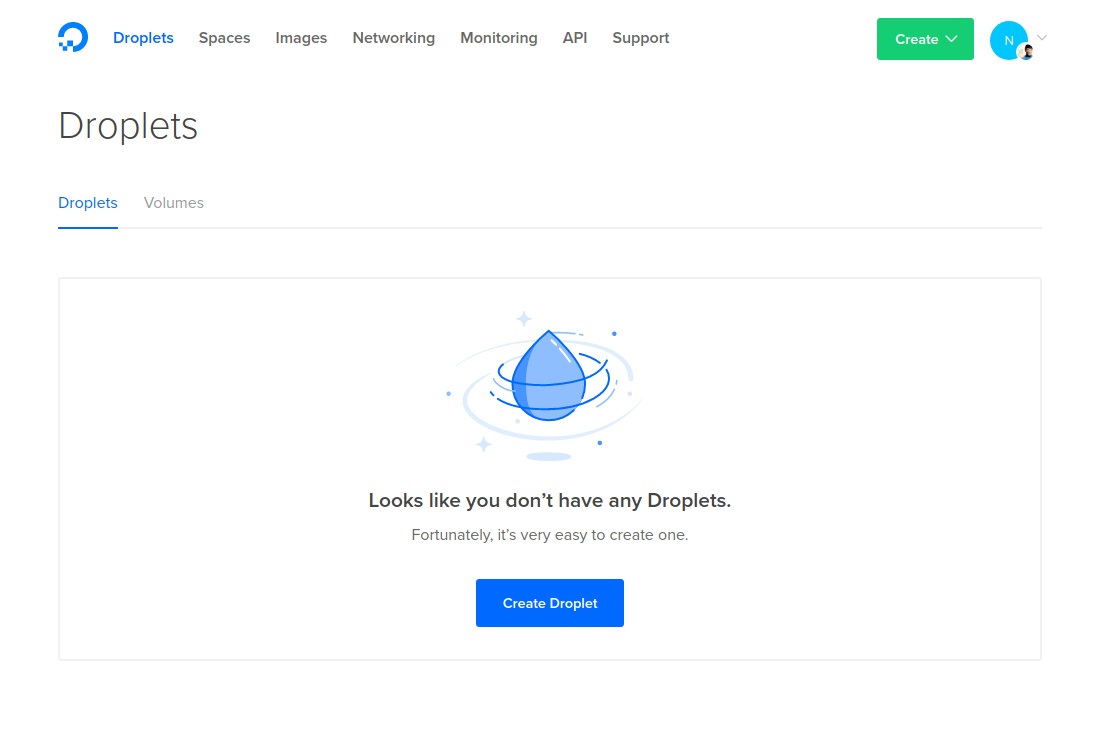 Droplets Spaces Images Networking Monitoring API Support Create N
Droplets
Droplets Volumes
Looks like you don’t have any Droplets.
Fortunately, it’s very easy to create one.
Create Droplet